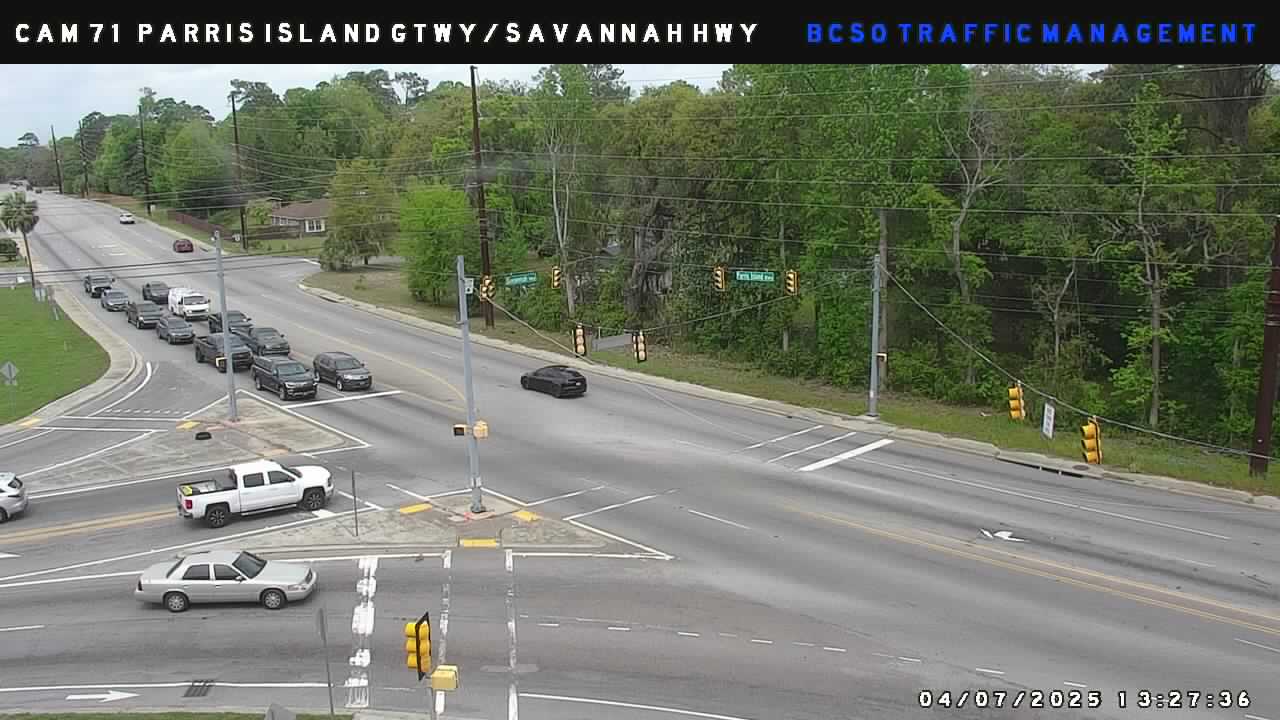 CAM 71 PARRIS ISLAND GTWY/SAVANNAH HWY
BCSO TRAFFIC MANAGEMENT
04/07/2025 13:27:36